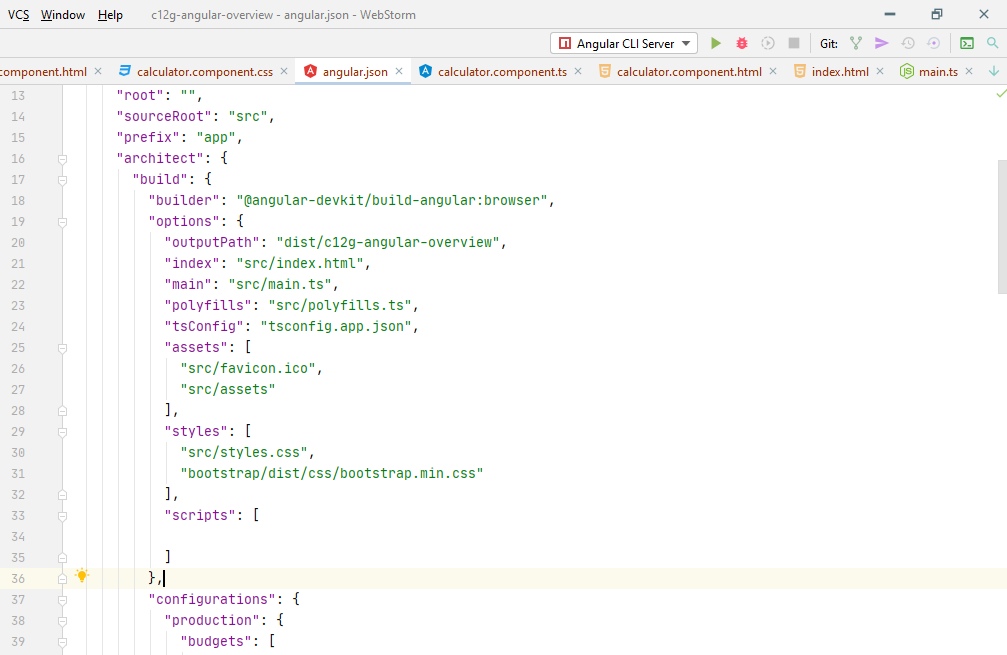 VCS Window Help c12g-angular-overview - angular.json - WebStorm
Angular CLI Server Git:
component.html calculator.component.css angular.json calculator.component.ts calculator.component.html index.html main.ts
13 "root": "",
14 "sourceRoot": "src",
15 "prefix": "app",
16 "architect": {
17 "build": {
18 "builder": "@angular-devkit/build-angular:browser",
19 "options": {
20 "outputPath": "dist/c12g-angular-overview",
21 "index": "src/index.html",
22 "main": "src/main.ts",
23 "polyfills": "src/polyfills.ts",
24 "tsConfig": "tsconfig.app.json",
25 "assets": [
26 "src/favicon.ico",
27 "src/assets"
28 ],
29 "styles": [
30 "src/styles.css",
31 "bootstrap/dist/css/bootstrap.min.css"
32 ],
33 "scripts": [
34
35 ]
36 },
37 "configurations": {
38 "production": {
39 "budgets": [